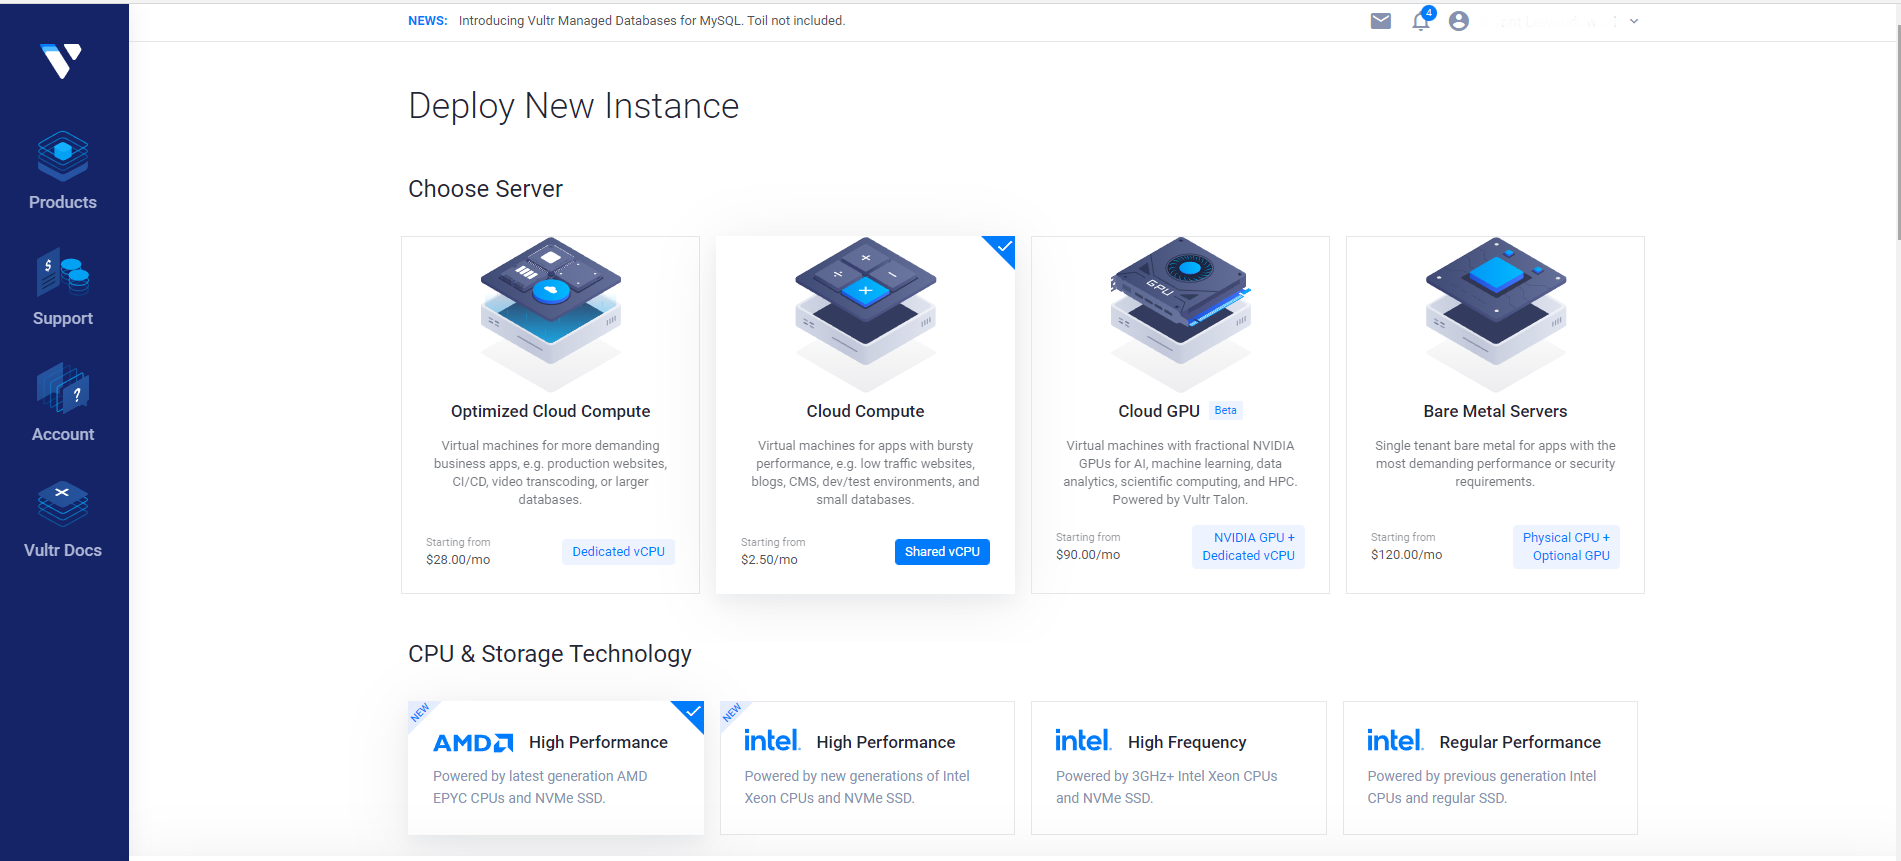 NEWS: Introducing Vultr Managed Databases for MySQL. Toil not included.
4
Products
$
Support
?
Account
Vultr Docs
Deploy New Instance
Choose Server
Optimized Cloud Compute
Virtual machines for more demanding
business apps, e.g. production websites,
CI/CD, video transcoding, or larger
databases.
Starting from
$28.00/mo
Dedicated vCPU
Cloud Compute
Virtual machines for apps with bursty
performance, e.g. low traffic websites,
blogs, CMS, dev/test environments, and
small databases.
Starting from
$2.50/mo
Shared vCPU
GPU
Cloud GPU Beta
Virtual machines with fractional NVIDIA
GPUs for AI, machine learning, data
analytics, scientific computing, and HPC.
Powered by Vultr Talon.
Starting from
$90.00/mo
NVIDIA GPU +
Dedicated vCPU
Bare Metal Servers
Single tenant bare metal for apps with the
most demanding performance or security
requirements.
Starting from
$120.00/mo
Physical CPU +
Optional GPU
CPU & Storage Technology
NEW
AMD High Performance
Powered by latest generation AMD
EPYC CPUs and NVMe SSD.
NEW
intel. High Performance
Powered by new generations of Intel
Xeon CPUs and NVMe SSD.
intel. High Frequency
Powered by 3GHz+ Intel Xeon CPUs
and NVMe SSD.
intel. Regular Performance
Powered by previous generation Intel
CPUs and regular SSD.